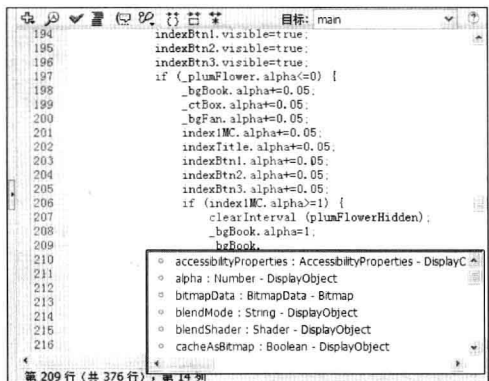 目标: main
194 indexBtn1.visible=true;
195 indexBtn2.visible=true;
196 indexBtn3.visible=true;
197 if (_plumFlower.alpha<=0) {
198 _bgBook.alpha+=0.05;
199 _ctBox.alpha+=0.05;
200 _bgFan.alpha+=0.05;
201 index1MC.alpha+=0.05;
202 indexTitle.alpha+=0.05;
203 indexBtn1.alpha+=0.05;
204 indexBtn2.alpha+=0.05;
205 indexBtn3.alpha+=0.05;
206 if (index1MC.alpha>=1) {
207 clearInterval (plumFlowerHidden);
208 _bgBook.alpha=1;
209 _bgBook.
210 accessibilityProperties : AccessibilityProperties - DisplayC
211 alpha : Number - DisplayObject
212 bitmapData : BitmapData - Bitmap
213
214 blendMode : String - DisplayObject
215 blendShader : Shader - DisplayObject
216 cacheAsBitmap : Boolean - DisplayObject
第 209 行 (共 376 行), 第 14 列